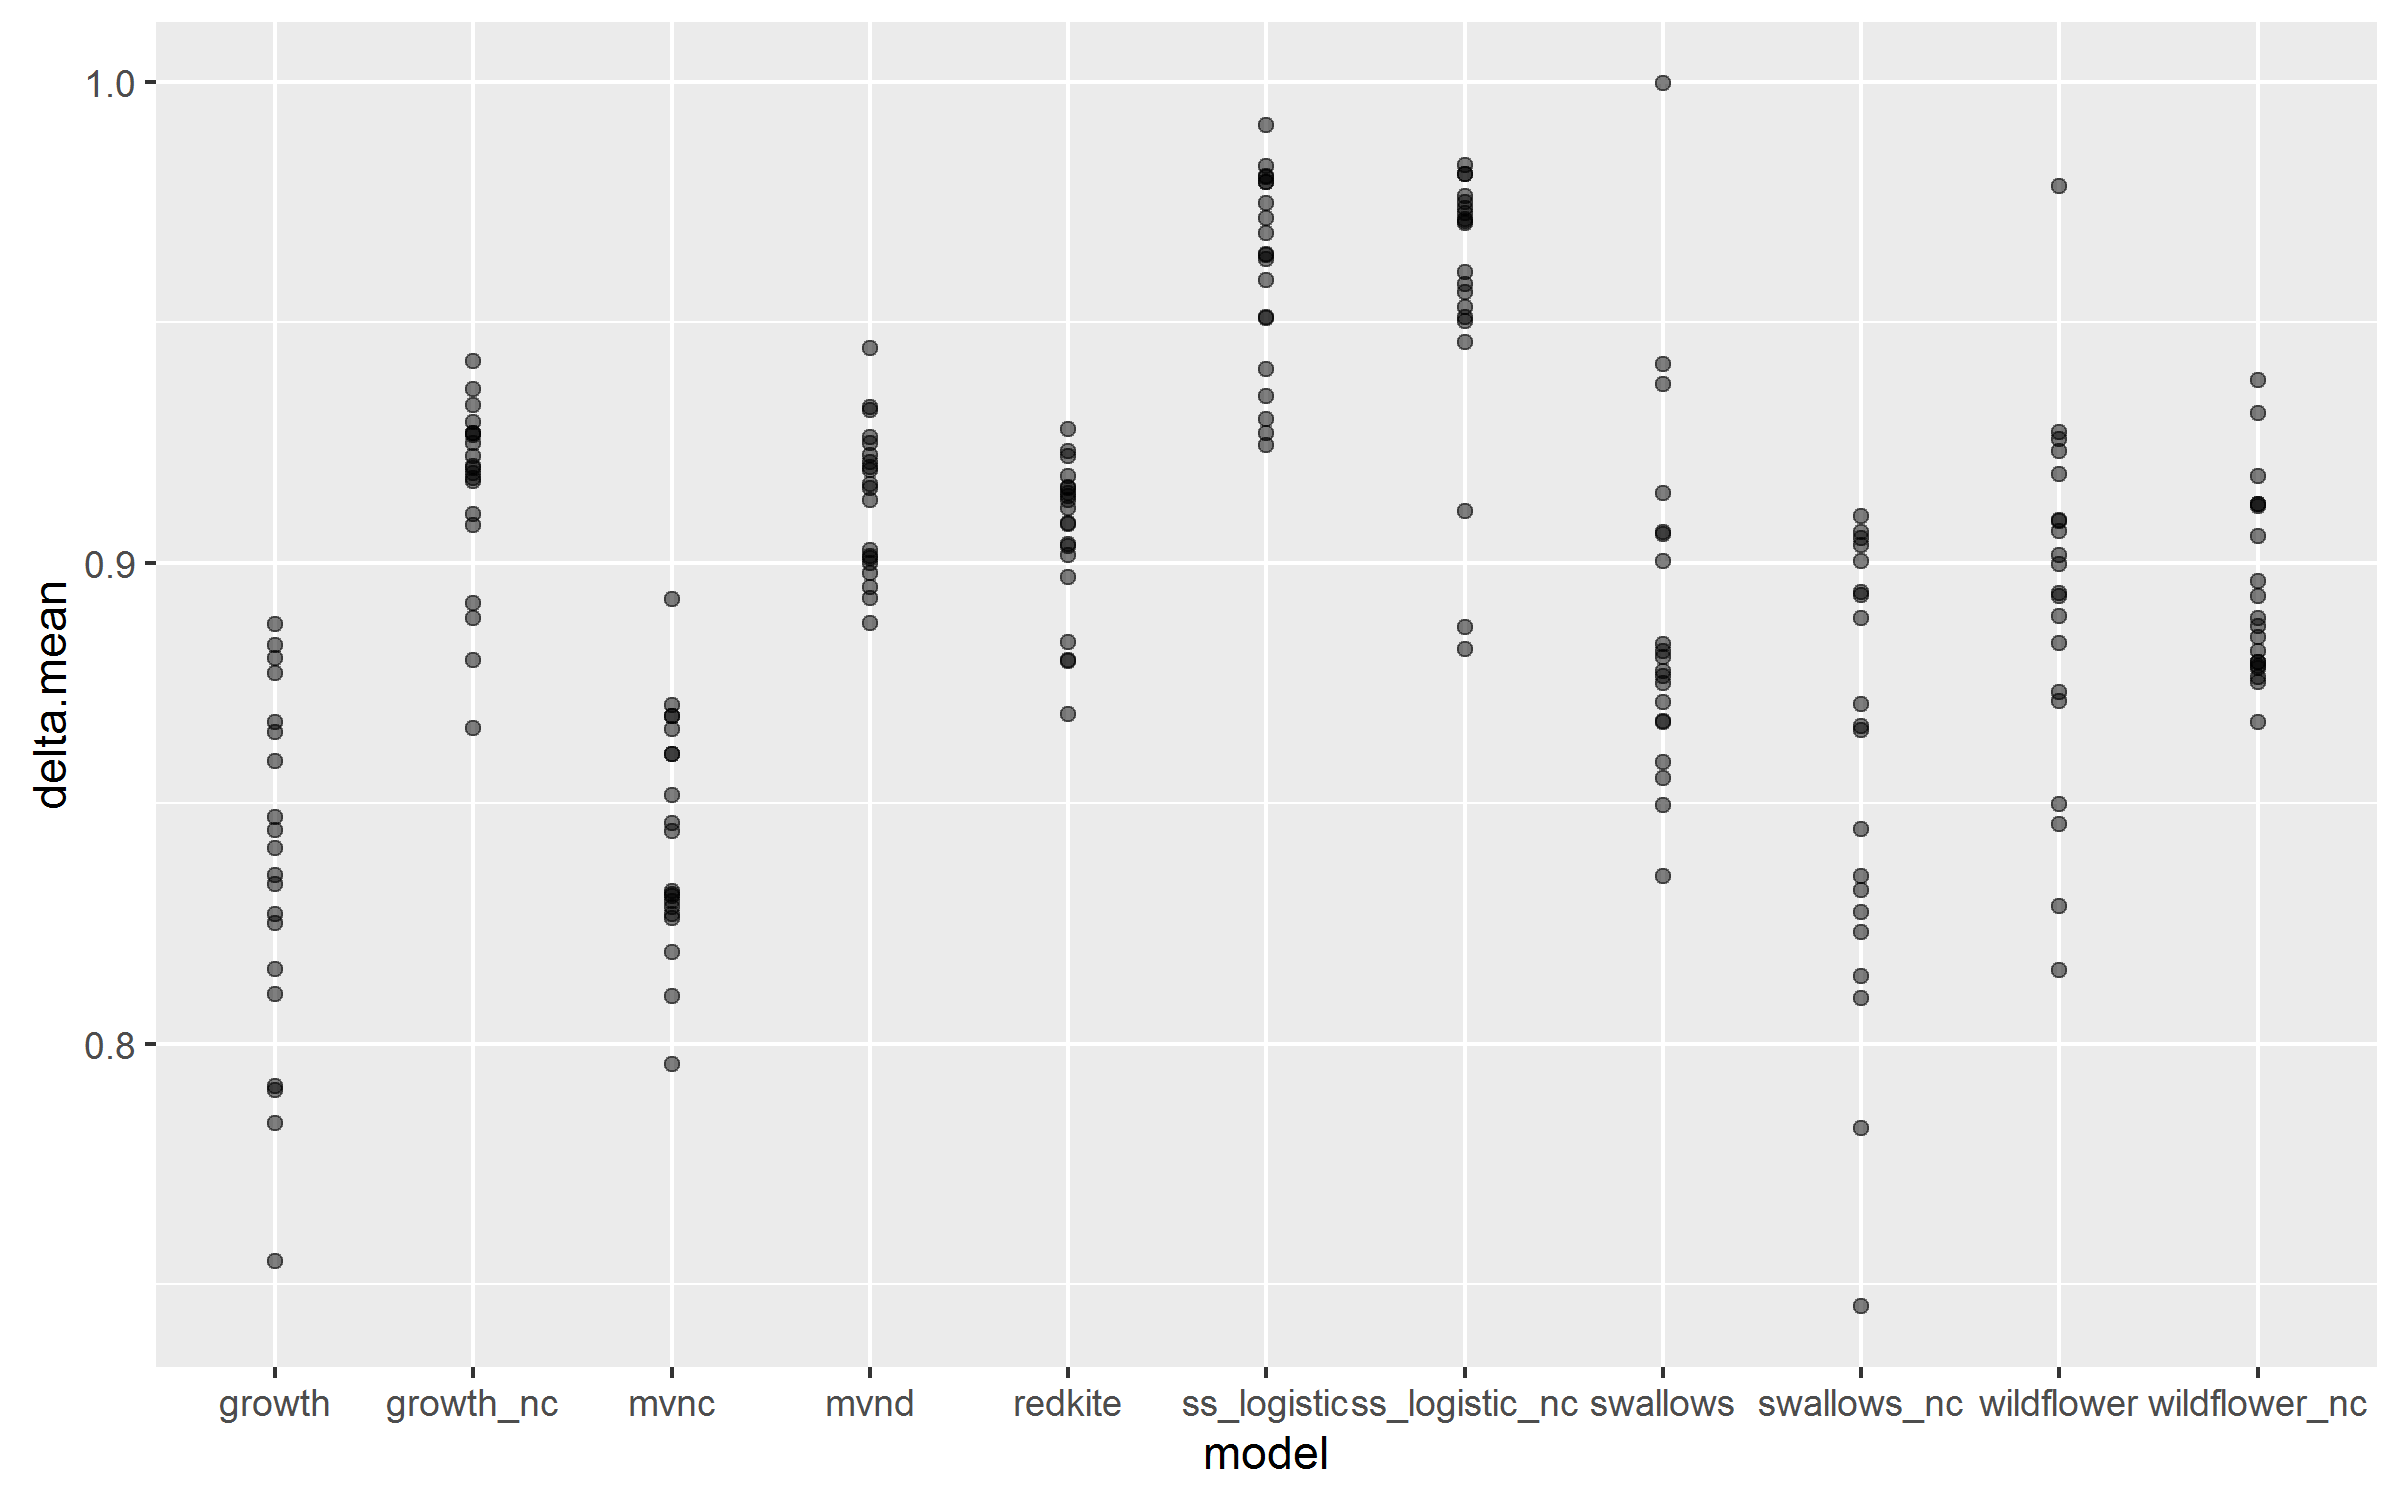 delta.mean
1.0
0.9
0.8
growth growth_nc mvnc mvnd redkite ss_logistic ss_logistic_nc swallows swallows_nc wildflower wildflower_nc
model